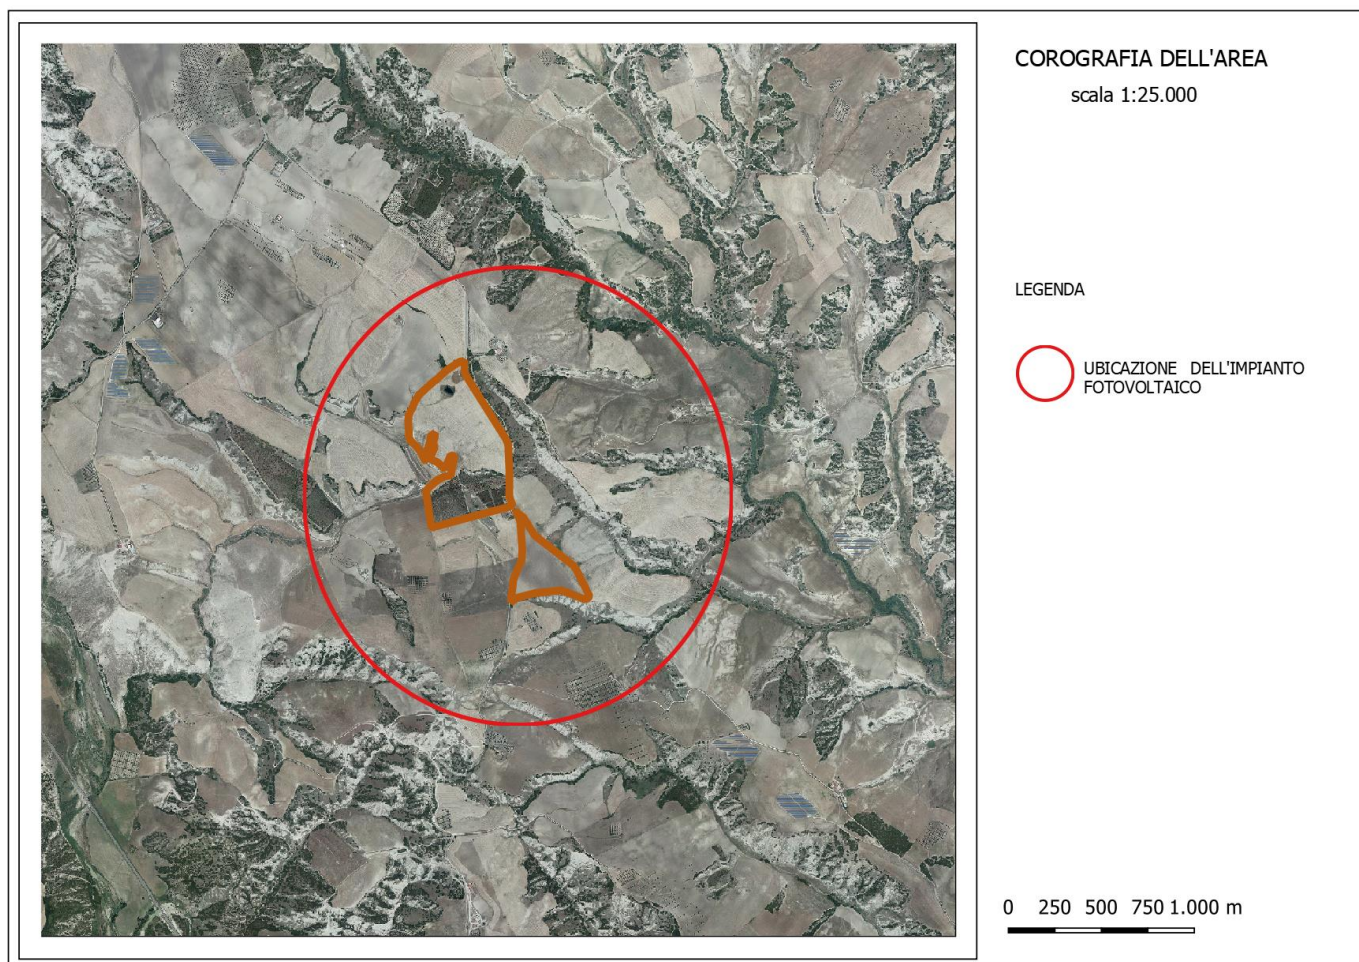 COROGRAFIA DELL'AREA
scala 1:25.000
LEGENDA
UBICAZIONE DELL'IMPIANTO
FOTOVOLTAICO
0 250 500 750 1.000 m